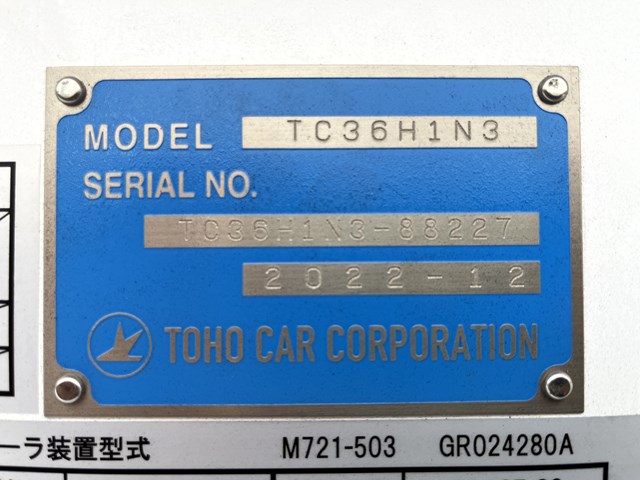 MODEL TC36H1N3
SERIAL NO.
TC36H1N3-88227
2022-12
TOHO CAR CORPORATION
ーラ装置型式 M721-503 GR024280A